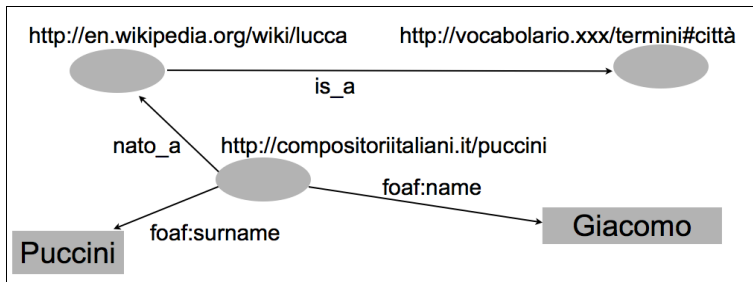 http://en.wikipedia.org/wiki/lucca
http://vocabolario.xxx/termini#città
is_a
nato_a
http://compositoriitaliani.it/puccini
foaf:name
foaf:surname
Giacomo
Puccini